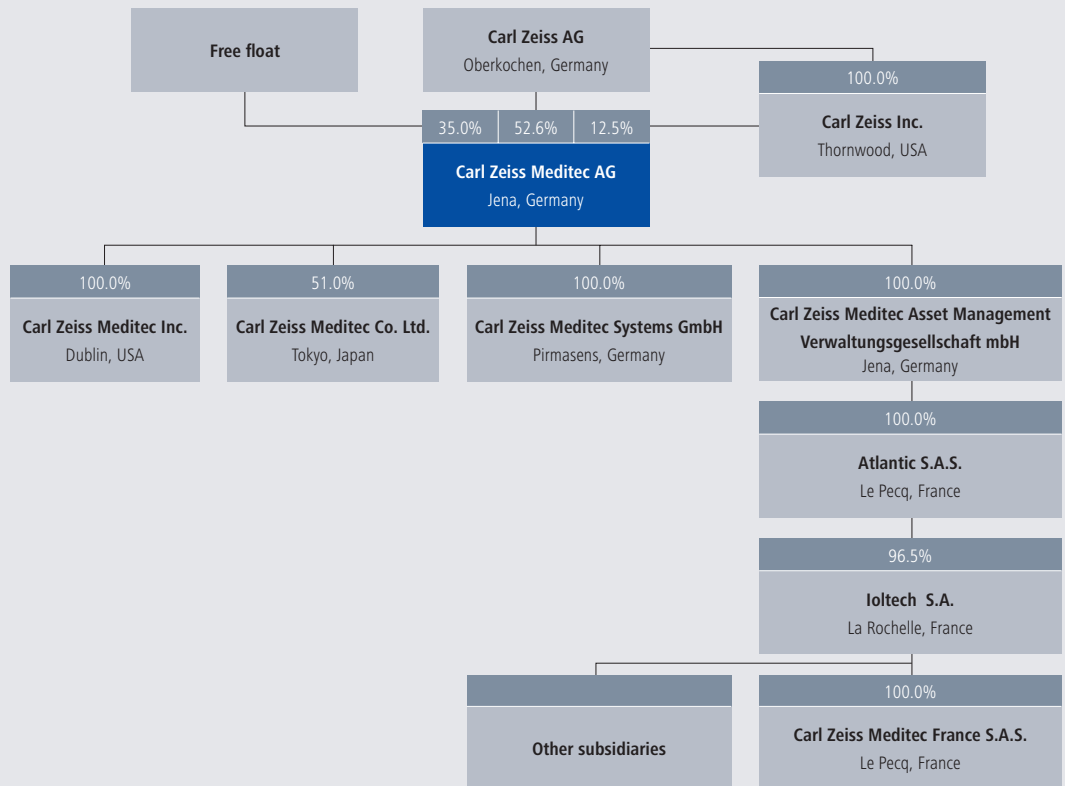 Free float
Carl Zeiss AG
Oberkochen, Germany
100.0%
Carl Zeiss Inc.
Thornwood, USA
35.0% 52.6% 12.5%
Carl Zeiss Meditec AG
Jena, Germany
100.0%
Carl Zeiss Meditec Inc.
Dublin, USA
51.0%
Carl Zeiss Meditec Co. Ltd.
Tokyo, Japan
100.0%
Carl Zeiss Meditec Systems GmbH
Pirmasens, Germany
100.0%
Carl Zeiss Meditec Asset Management
Verwaltungsgesellschaft mbH
Jena, Germany
100.0%
Atlantic S.A.S.
Le Pecq, France
96.5%
Ioltech S.A.
La Rochelle, France
Other subsidiaries
100.0%
Carl Zeiss Meditec France S.A.S.
Le Pecq, France